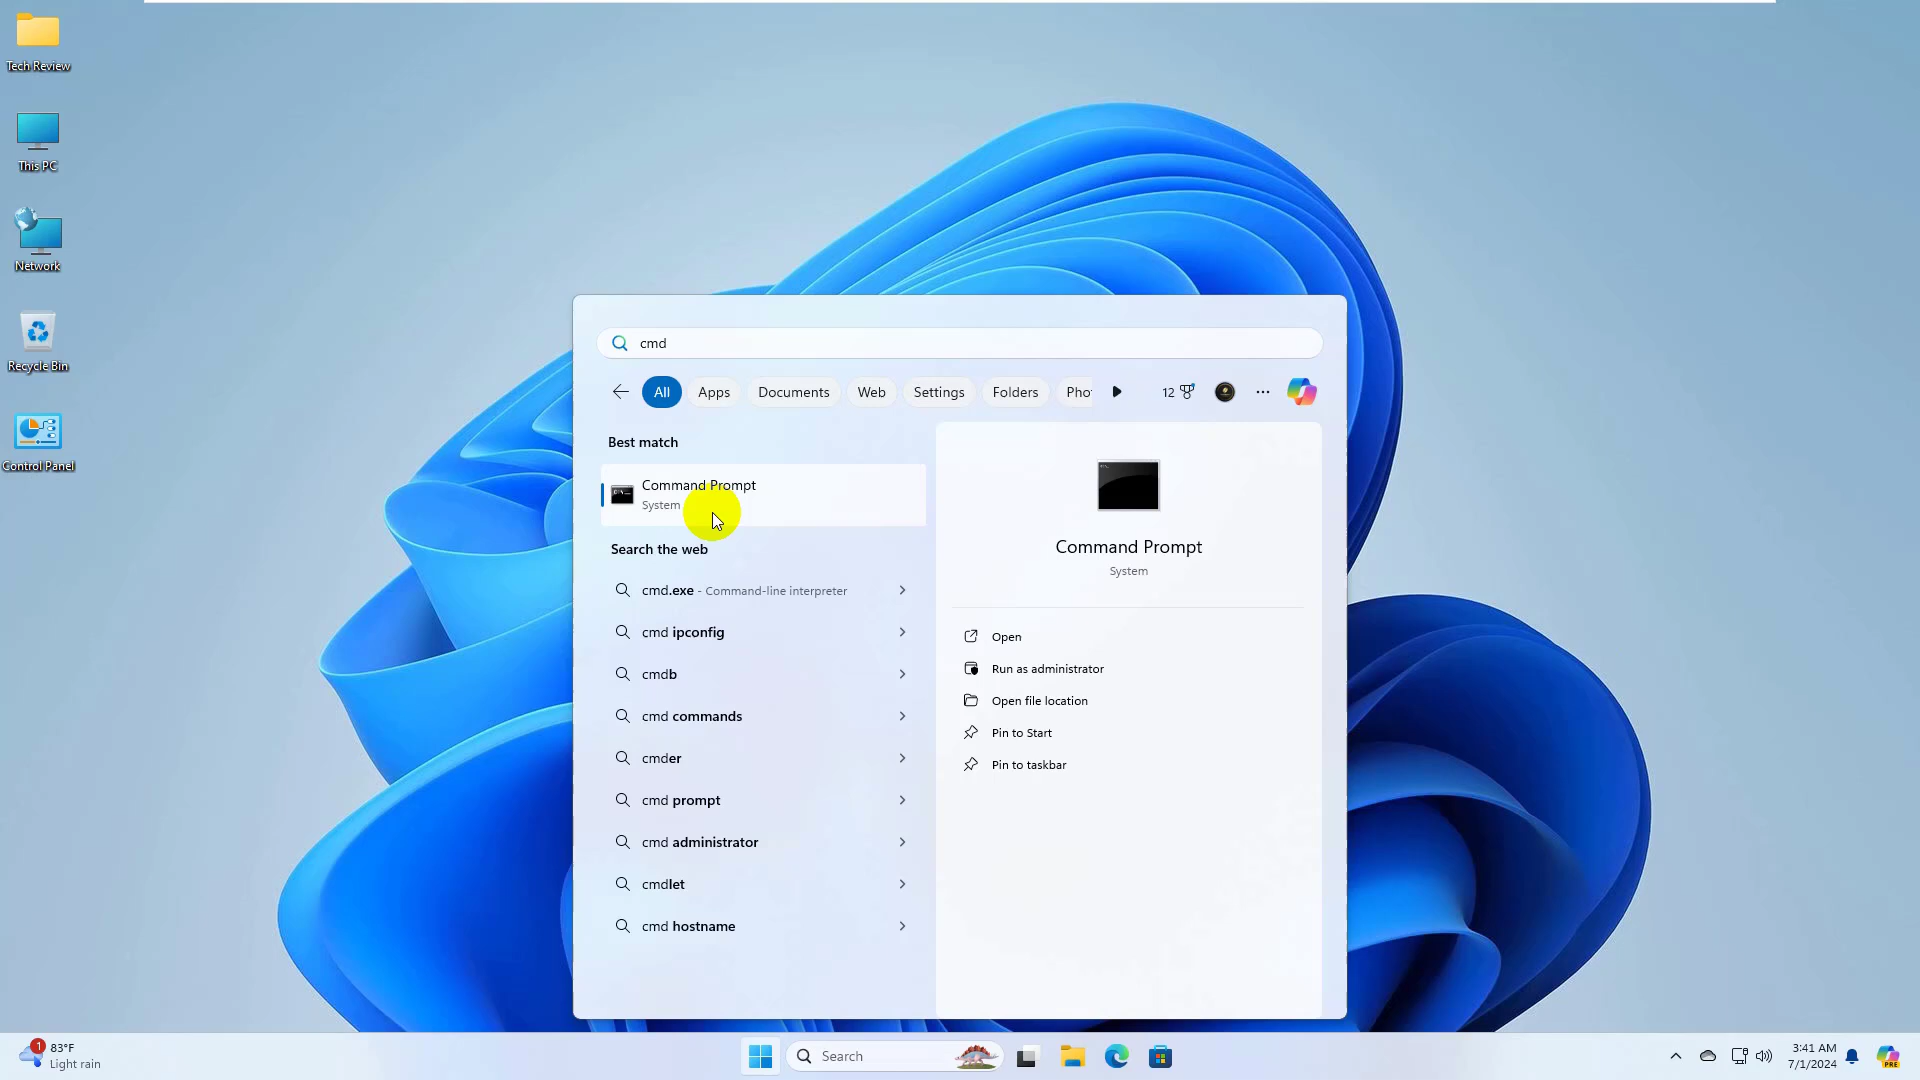 Tech Review
This PC
Network
Recycle Bin
Control Panel
cmd
All Apps Documents Web Settings Folders Pho 12
Best match
Command Prompt
System
Search the web
cmd.exe - Command-line interpreter
cmd ipconfig
cmdb
cmd commands
cmder
cmd prompt
cmd administrator
cmdlet
cmd hostname
Command Prompt
System
Open
Run as administrator
Open file location
Pin to Start
Pin to taskbar
1
83°F
Light rain
Search
3:41 AM
7/1/2024
PRE